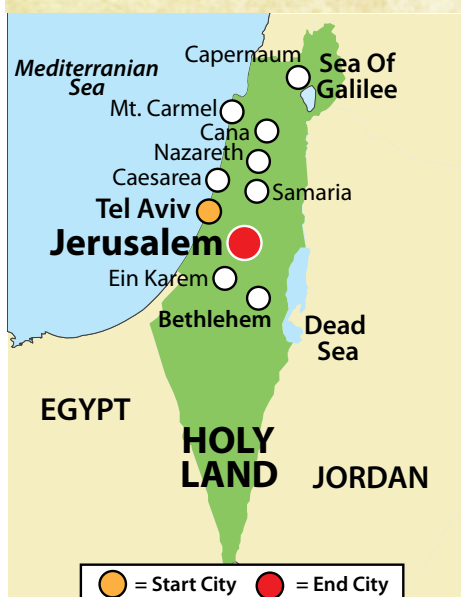 Capernaum
Mediterranian
Sea
Sea Of
Galilee
Mt. Carmel
Cana
Nazareth
Caesarea
Samaria
Tel Aviv
Jerusalem
Ein Karem
Bethlehem
Dead
Sea
EGYPT
HOLY
LAND
JORDAN
= Start City
= End City